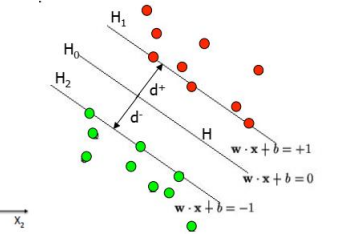 H₁
H₀
H₂
d⁺
d⁻
H
w · x + b = +1
w · x + b = 0
w · x + b = −1
X₂